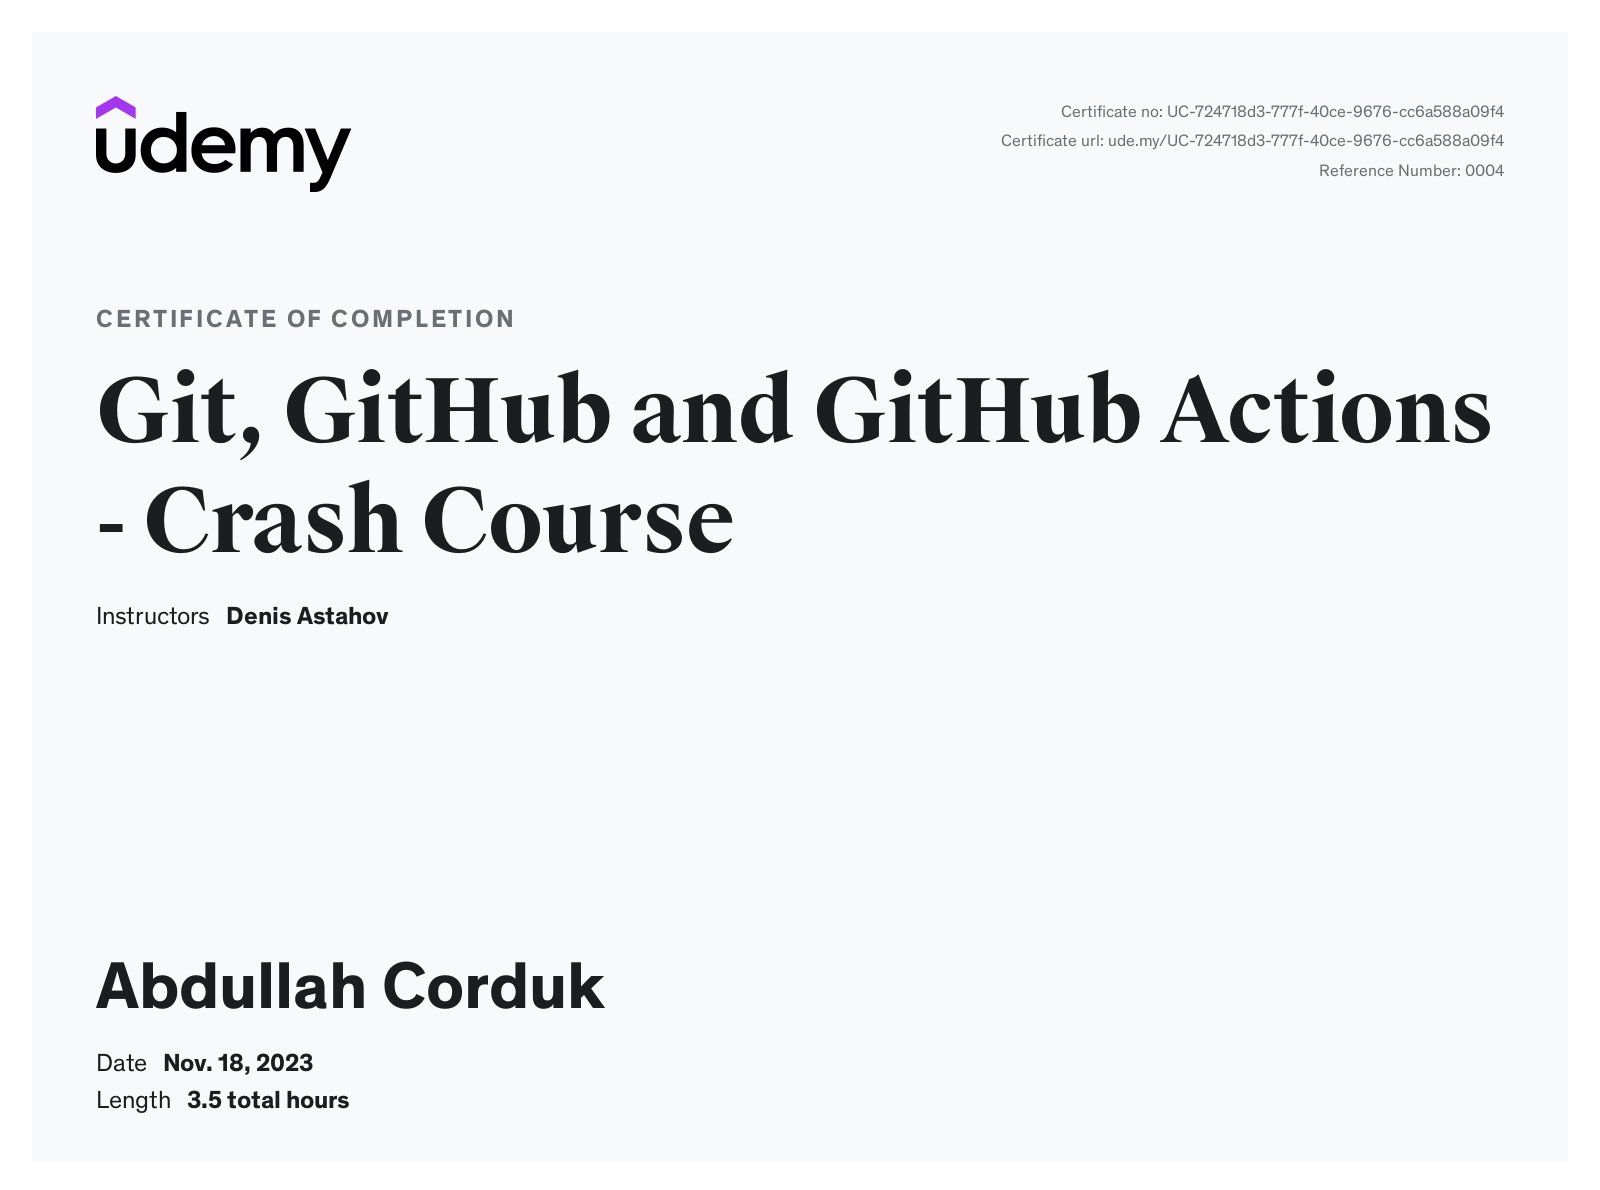 udemy
Certificate no: UC-724718d3-777f-40ce-9676-cc6a588a09f4
Certificate url: ude.my/UC-724718d3-777f-40ce-9676-cc6a588a09f4
Reference Number: 0004
CERTIFICATE OF COMPLETION
Git, GitHub and GitHub Actions
- Crash Course
Instructors Denis Astahov
Abdullah Corduk
Date Nov. 18, 2023
Length 3.5 total hours